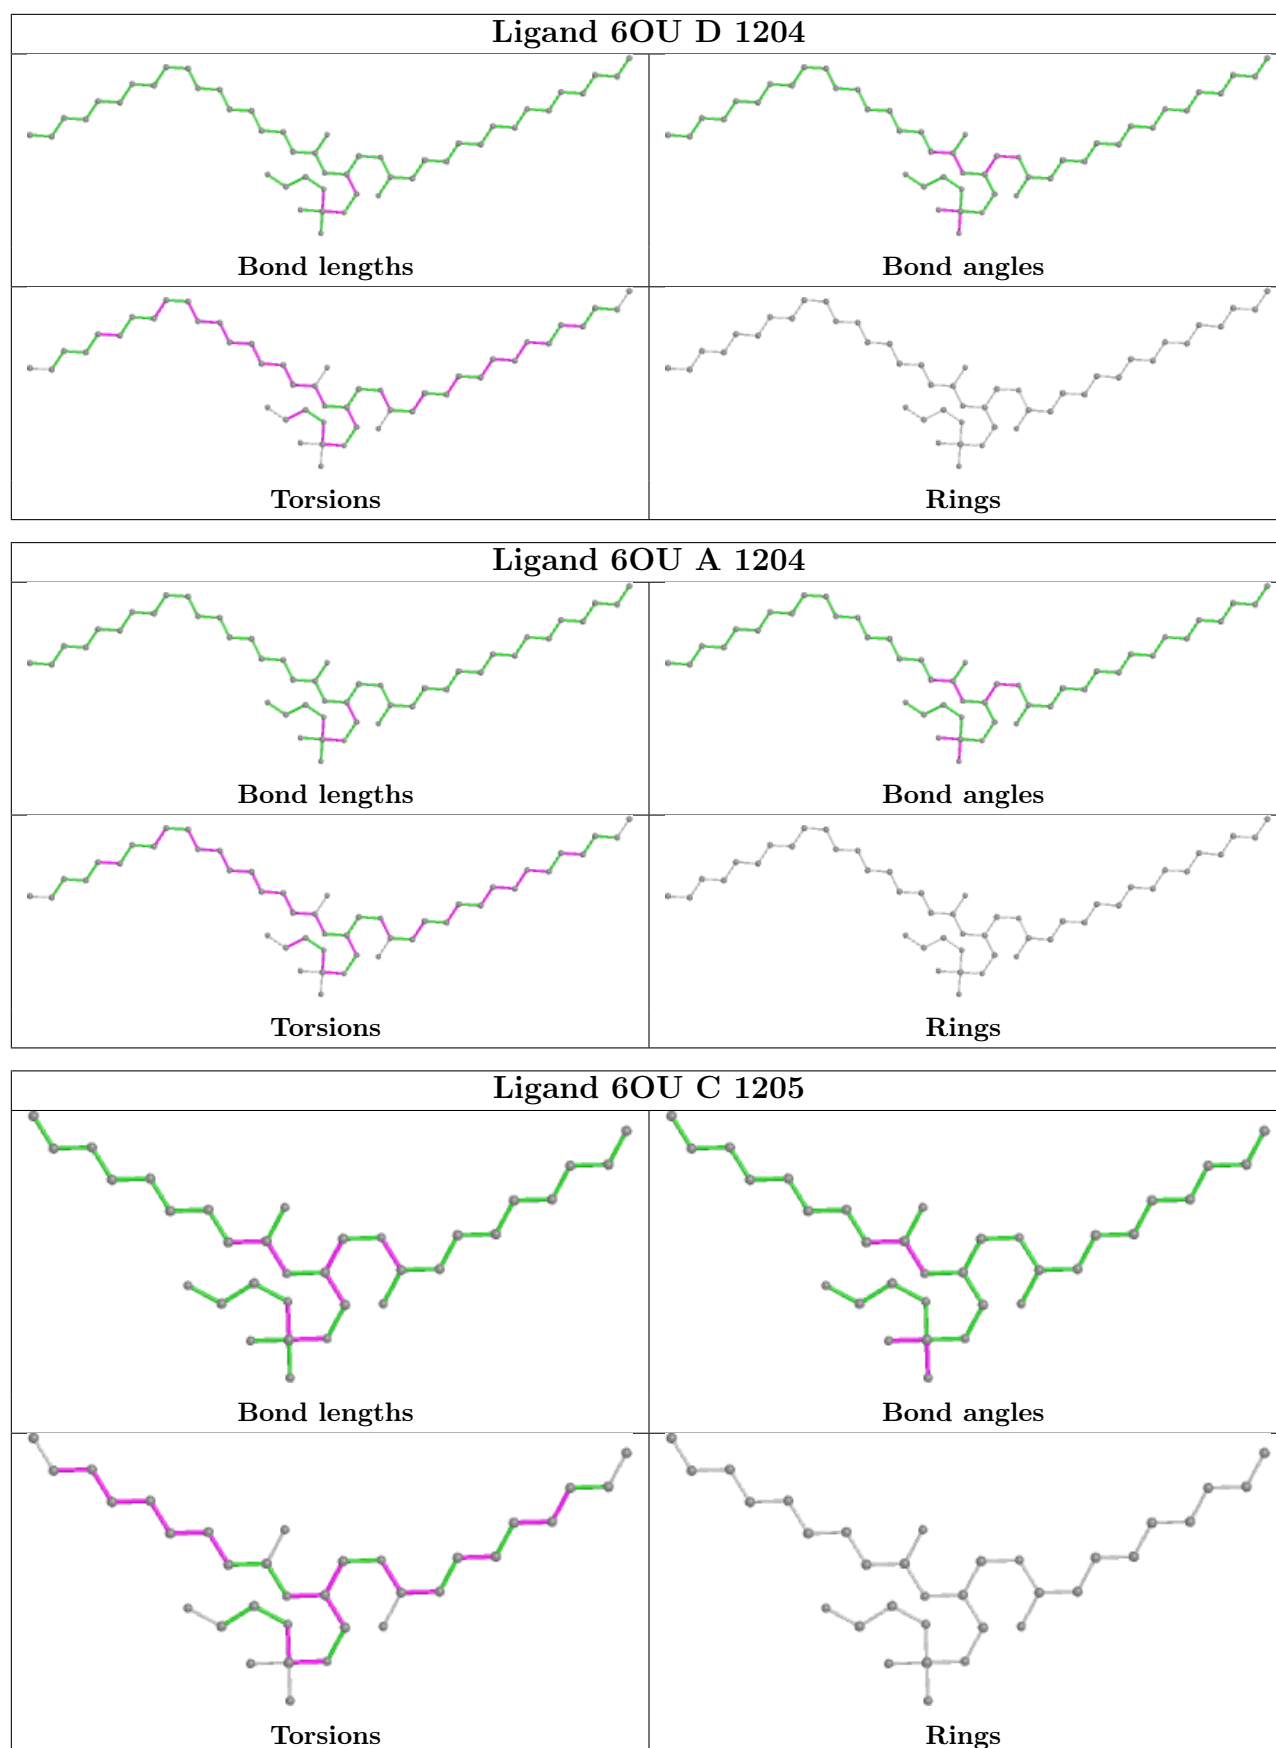 Ligand 6OU D 1204
Bond lengths
Bond angles
Torsions
Rings
Ligand 6OU A 1204
Bond lengths
Bond angles
Torsions
Rings
Ligand 6OU C 1205
Bond lengths
Bond angles
Torsions
Rings